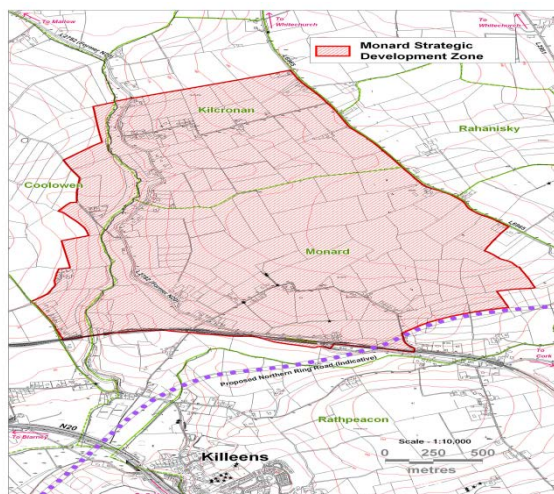 To Mallow
To
Whitechurch
To
Whitechurch
Monard Strategic
Development Zone
Kilcronan
Rahanisky
Coolowen
Monard
Proposed Northern Ring Road (indicative)
To
Cork
Rathpeacon
N20
To Blarney
Killeens
Scale - 1:10,000
0 250 500
metres